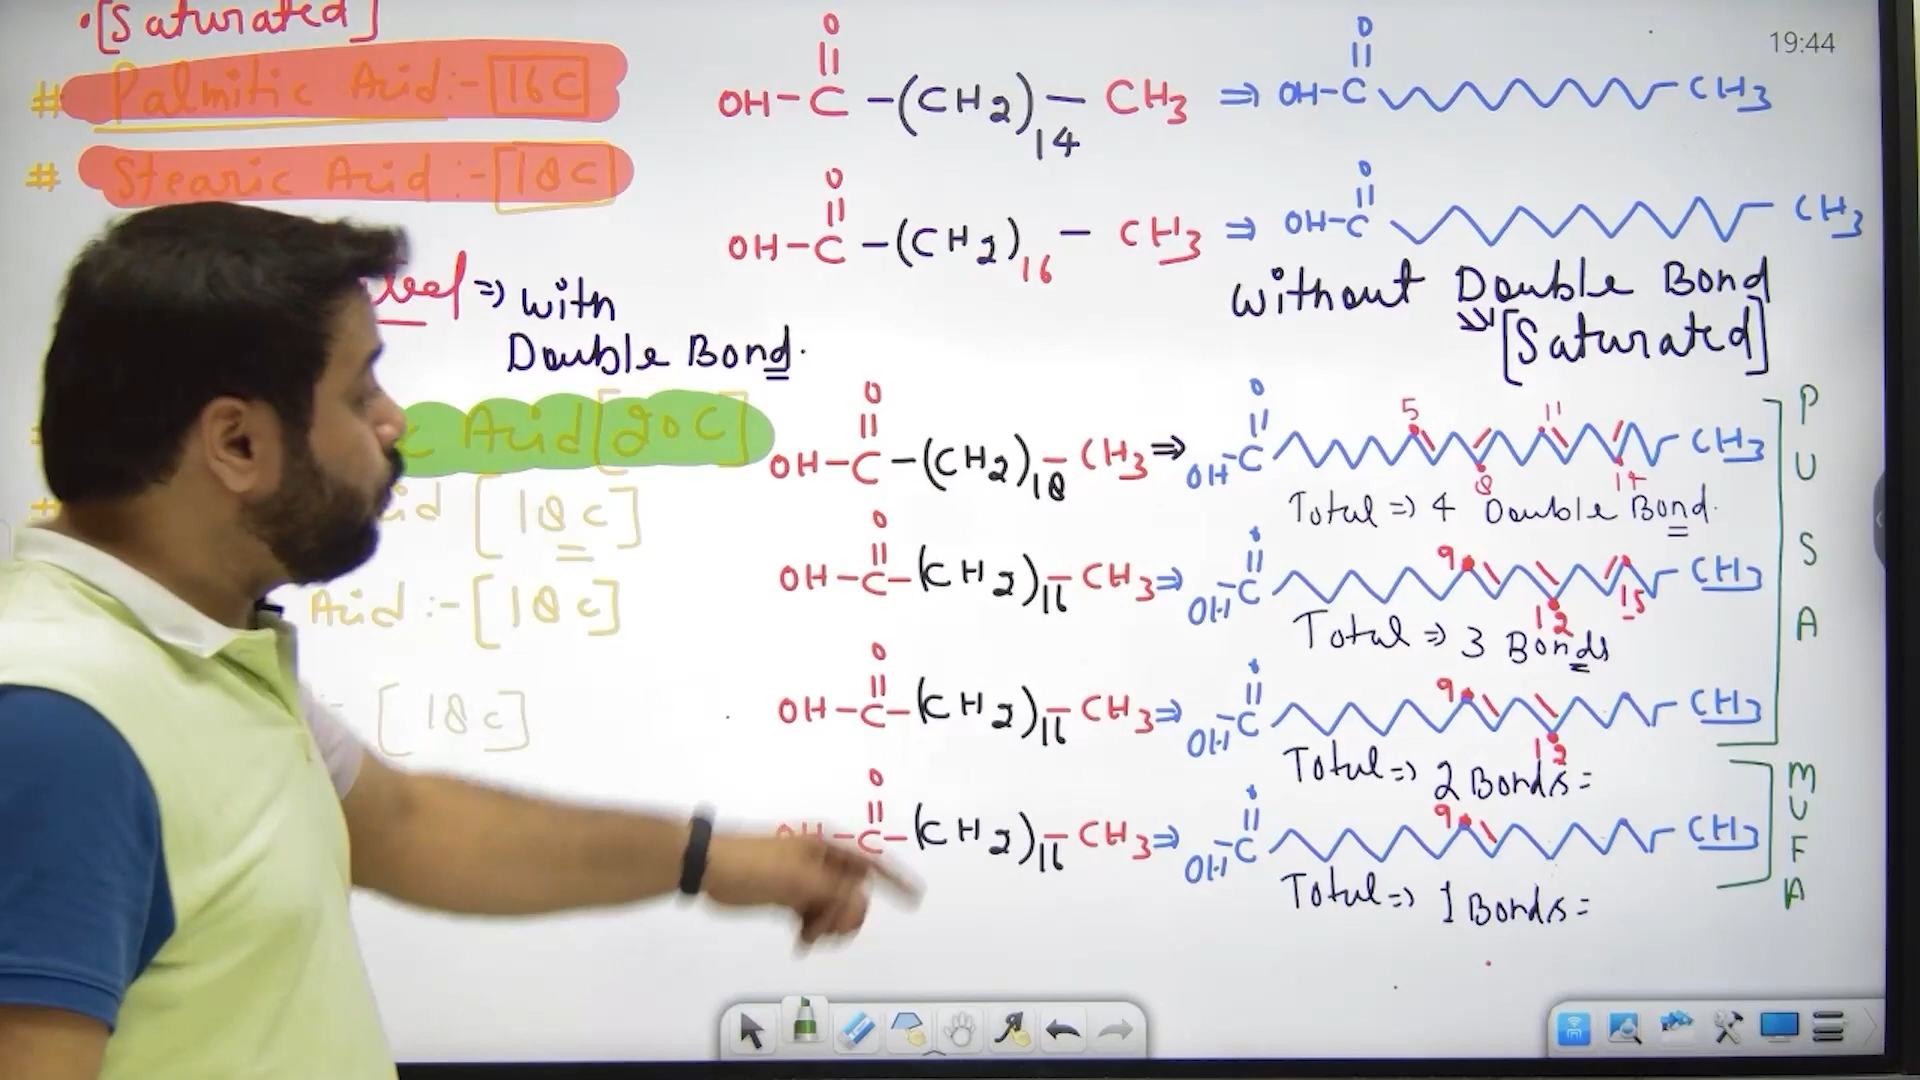 •[Saturated]
19:44
# Palmitic Acid:- [16C]
OH-C-(CH2)14-CH3 ⇒ OH-C CH3
O
||
O
||
# Stearic Acid:- [18C]
OH-C-(CH2)16-CH3 ⇒ OH-C CH3
O
||
O
||
⇒ with
Double Bond.
without Double Bond
[Saturated]
c Acid [20C]
OH-C-(CH2)18-CH3 ⇒ OH-C CH3
O
||
O
||
5 8 11 14
Total ⇒ 4 Double Bond.
[18C]
OH-C-(CH2)16-CH3 ⇒ OH-C CH3
O
||
||
9 12 15
Total ⇒ 3 Bonds
Acid:- [18C]
OH-C-(CH2)16-CH3 ⇒ OH-C CH3
O
||
||
9 12
Total ⇒ 2 Bonds=
[18C]
C-(CH2)16-CH3 ⇒ OH-C CH3
O
||
||
9
Total ⇒ 1 Bonds=
PUSA
MUFA